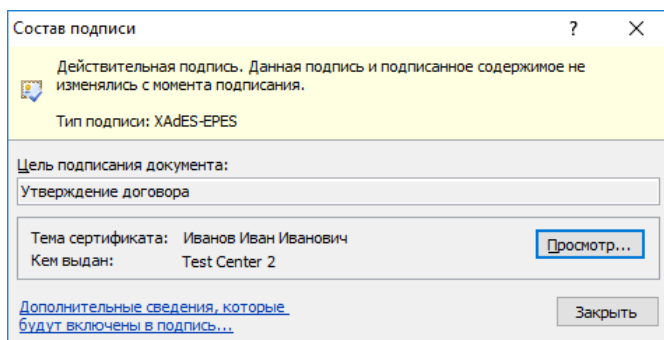 Состав подписи
Действительная подпись. Данная подпись и подписанное содержимое не
изменялись с момента подписания.
Тип подписи: XAdES-EPES
Цель подписания документа:
Утверждение договора
Тема сертификата: Иванов Иван Иванович
Просмотр...
Кем выдан: Test Center 2
Дополнительные сведения, которые
будут включены в подпись...
Закрыть